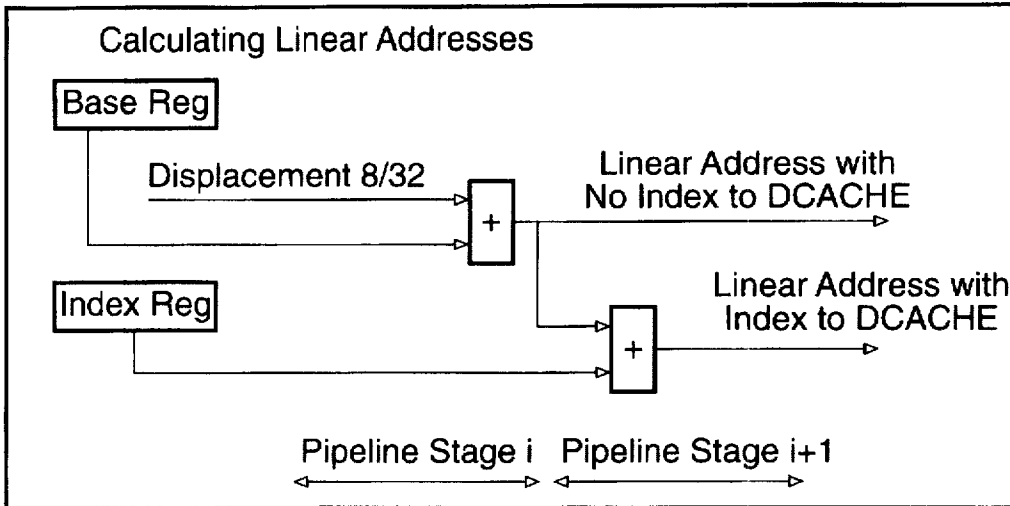 Calculating Linear Addresses
Base Reg
Displacement 8/32
+
Linear Address with
No Index to DCACHE
Index Reg
+
Linear Address with
Index to DCACHE
Pipeline Stage i
Pipeline Stage i+1